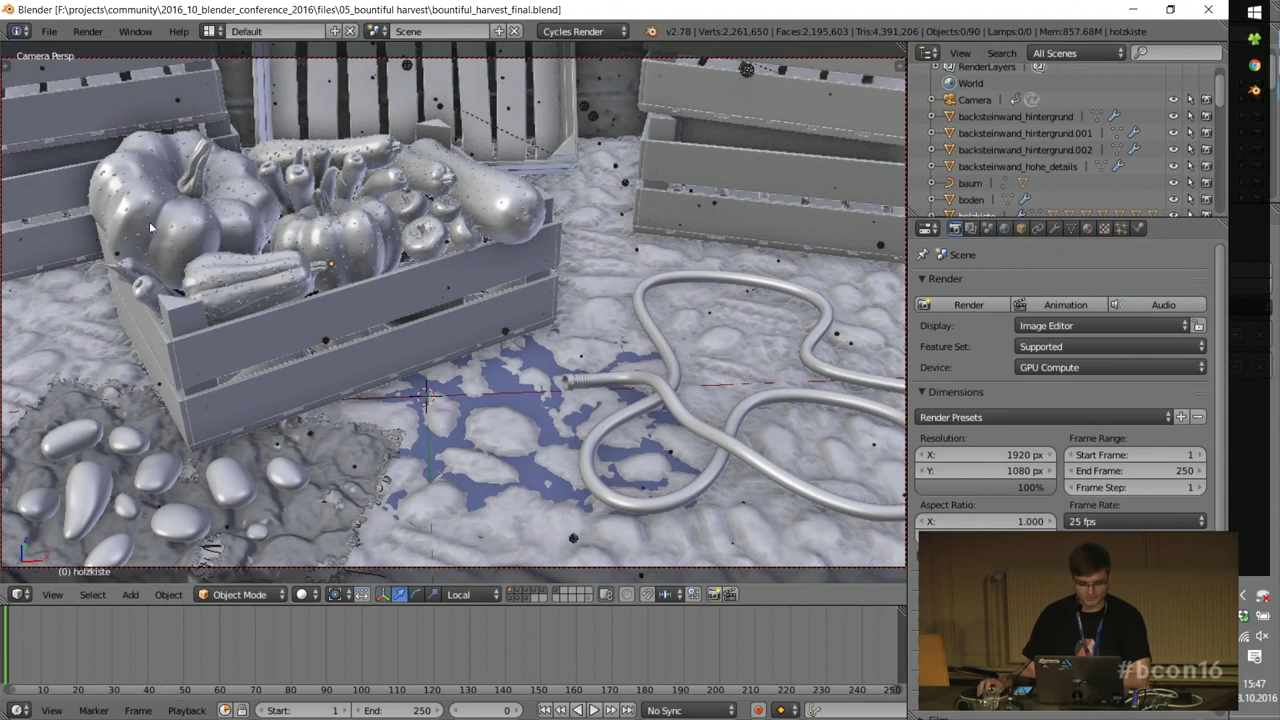 Blender [F:\projects\community\2016_10_blender_conference_2016\files\05_bountiful harvest\bountiful_harvest_final.blend]
File Render Window Help Default Scene Cycles Render v2.78 | Verts:2,261,650 | Faces:2,195,603 | Tris:4,391,206 | Objects:0/90 | Lamps:0/0 | Mem:857.68M | holzkiste
Camera Persp
View Search All Scenes
RenderLayers
World
Camera
backsteinwand_hintergrund
backsteinwand_hintergrund.001
backsteinwand_hintergrund.002
backsteinwand_hohe_details
baum
boden
Scene
Render
Render Animation Audio
Display: Image Editor
Feature Set: Supported
Device: GPU Compute
Dimensions
Render Presets
Resolution: Frame Range:
X: 1920 px Start Frame: 1
Y: 1080 px End Frame: 250
100% Frame Step: 1
Aspect Ratio: Frame Rate:
X: 1.000 25 fps
(0) holzkiste
View Select Add Object Object Mode Local
10 20 30 40 50 60 70 80 90 100 110 120 130 140 150 160 170 180 190 200 210 220 230 240 250
View Marker Frame Playback Start: 1 End: 250 0 No Sync
#bcon16
15:47
8.10.2016